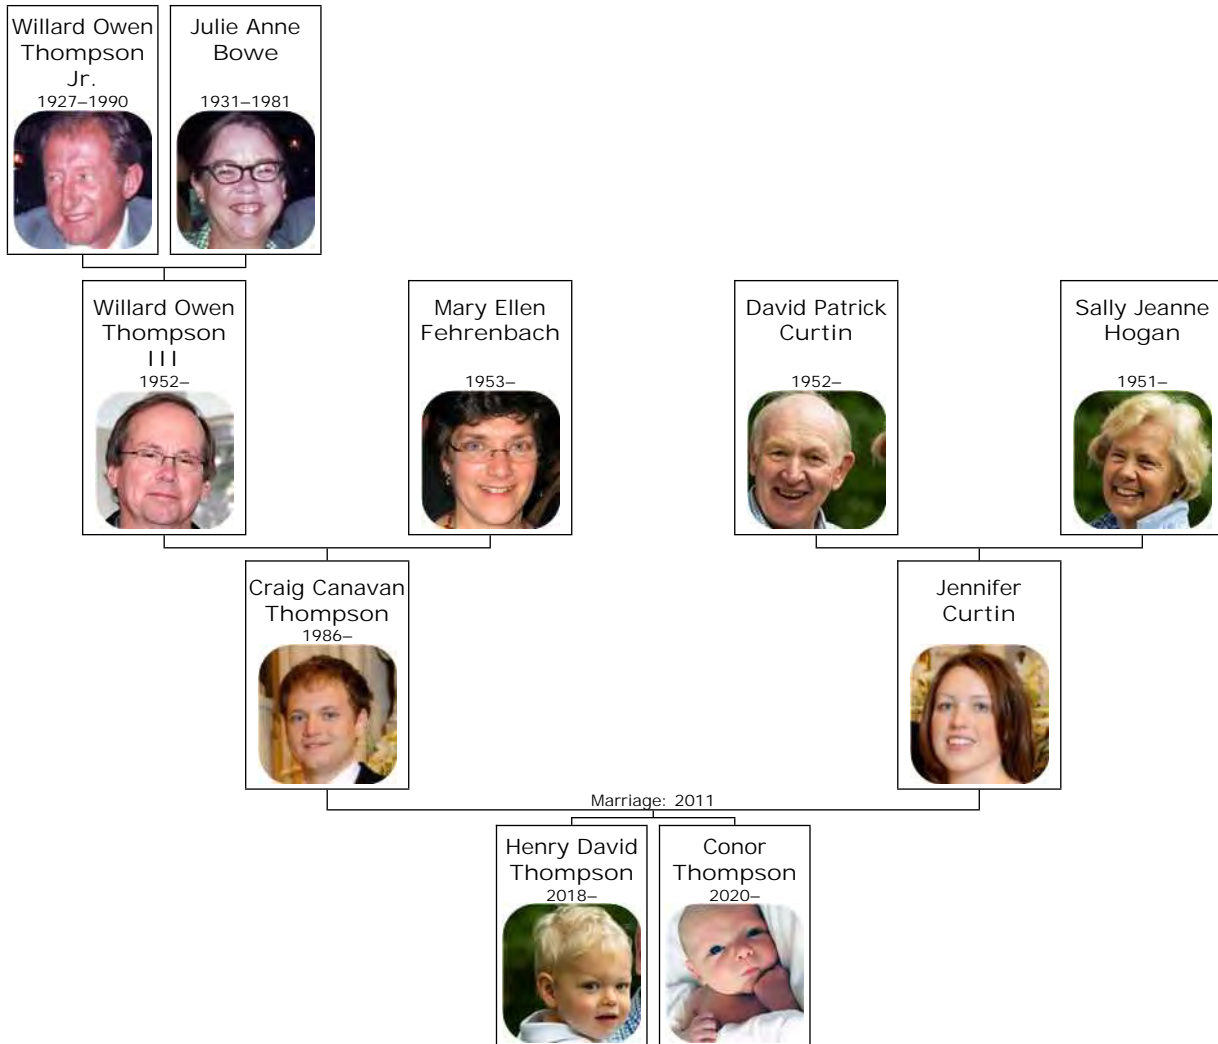 Willard Owen
Thompson
Jr.
1927–1990
Julie Anne
Bowe
1931–1981
Willard Owen
Thompson
III
1952–
Mary Ellen
Fehrenbach
1953–
David Patrick
Curtin
1952–
Sally Jeanne
Hogan
1951–
Craig Canavan
Thompson
1986–
Jennifer
Curtin
Marriage: 2011
Henry David
Thompson
2018–
Conor
Thompson
2020–